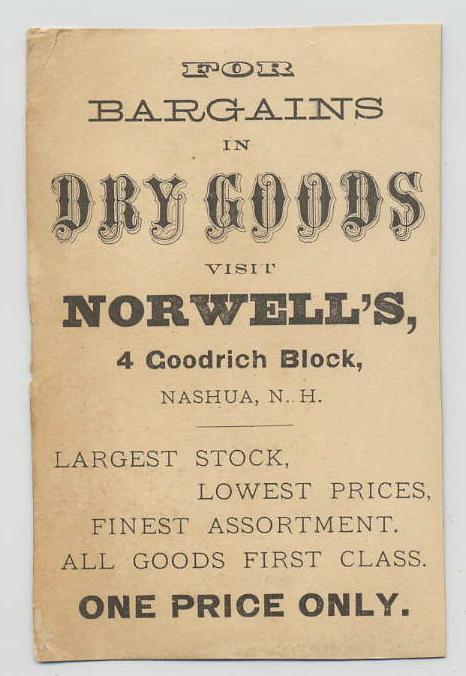 FOR
BARGAINS
IN
DRY GOODS
VISIT
NORWELL'S,
4 Goodrich Block,
NASHUA, N. H.
LARGEST STOCK,
LOWEST PRICES,
FINEST ASSORTMENT.
ALL GOODS FIRST CLASS.
ONE PRICE ONLY.